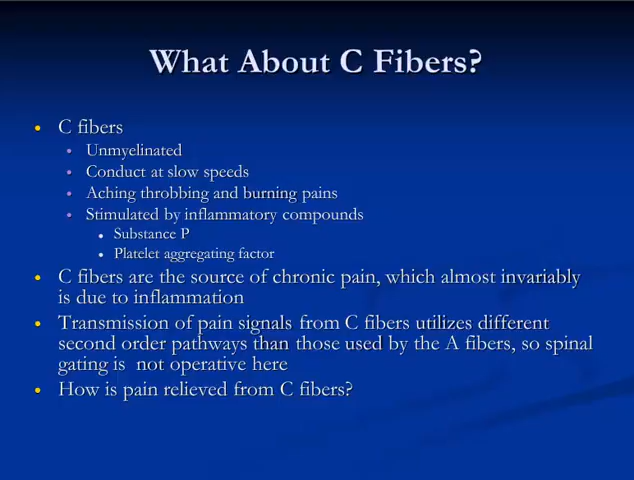 What About C Fibers?
• C fibers
• Unmyelinated
• Conduct at slow speeds
• Aching throbbing and burning pains
• Stimulated by inflammatory compounds
• Substance P
• Platelet aggregating factor
• C fibers are the source of chronic pain, which almost invariably
is due to inflammation
• Transmission of pain signals from C fibers utilizes different
second order pathways than those used by the A fibers, so spinal
gating is not operative here
• How is pain relieved from C fibers?